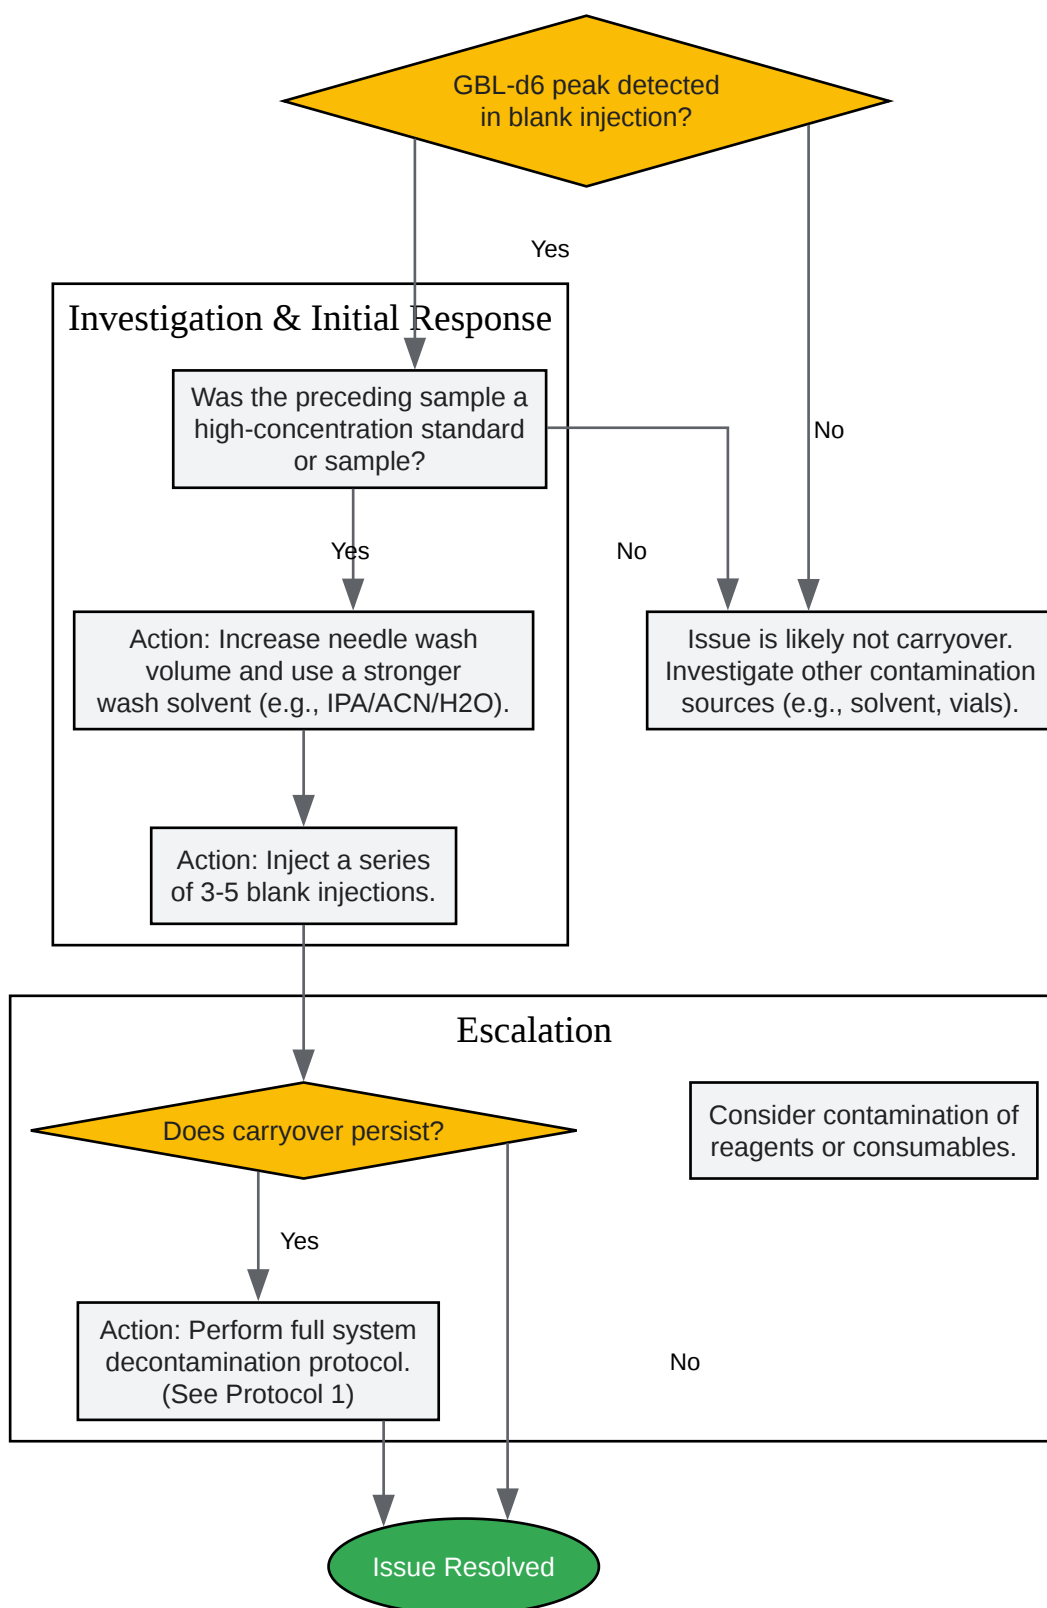 GBL-d6 peak detected
in blank injection?
Yes
Investigation & Initial Response
Was the preceding sample a
high-concentration standard
or sample?
No
Yes
No
Action: Increase needle wash
volume and use a stronger
wash solvent (e.g., IPA/ACN/H2O).
Issue is likely not carryover.
Investigate other contamination
sources (e.g., solvent, vials).
Action: Inject a series
of 3-5 blank injections.
Escalation
Does carryover persist?
Consider contamination of
reagents or consumables.
Yes
Action: Perform full system
decontamination protocol.
(See Protocol 1)
No
Issue Resolved